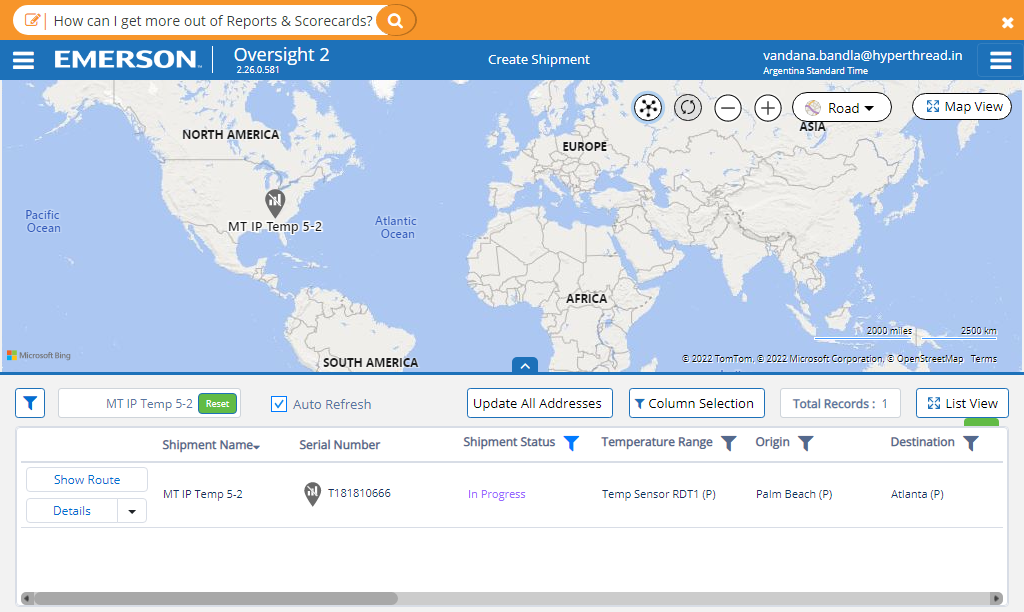 How can I get more out of Reports & Scorecards?
EMERSON
Oversight 2
2.26.0.581
Create Shipment
vandana.bandla@hyperthread.in
Argentina Standard Time
Road
Map View
NORTH AMERICA
EUROPE
ASIA
Pacific
Ocean
MT IP Temp 5-2
Atlantic
Ocean
AFRICA
SOUTH AMERICA
2000 miles
2500 km
Microsoft Bing
© 2022 TomTom, © 2022 Microsoft Corporation, © OpenStreetMap Terms
MT IP Temp 5-2
Reset
Auto Refresh
Update All Addresses
Column Selection
Total Records : 1
List View
Shipment Name
Serial Number
Shipment Status
Temperature Range
Origin
Destination
Show Route
Details
MT IP Temp 5-2
T181810666
In Progress
Temp Sensor RDT1 (P)
Palm Beach (P)
Atlanta (P)